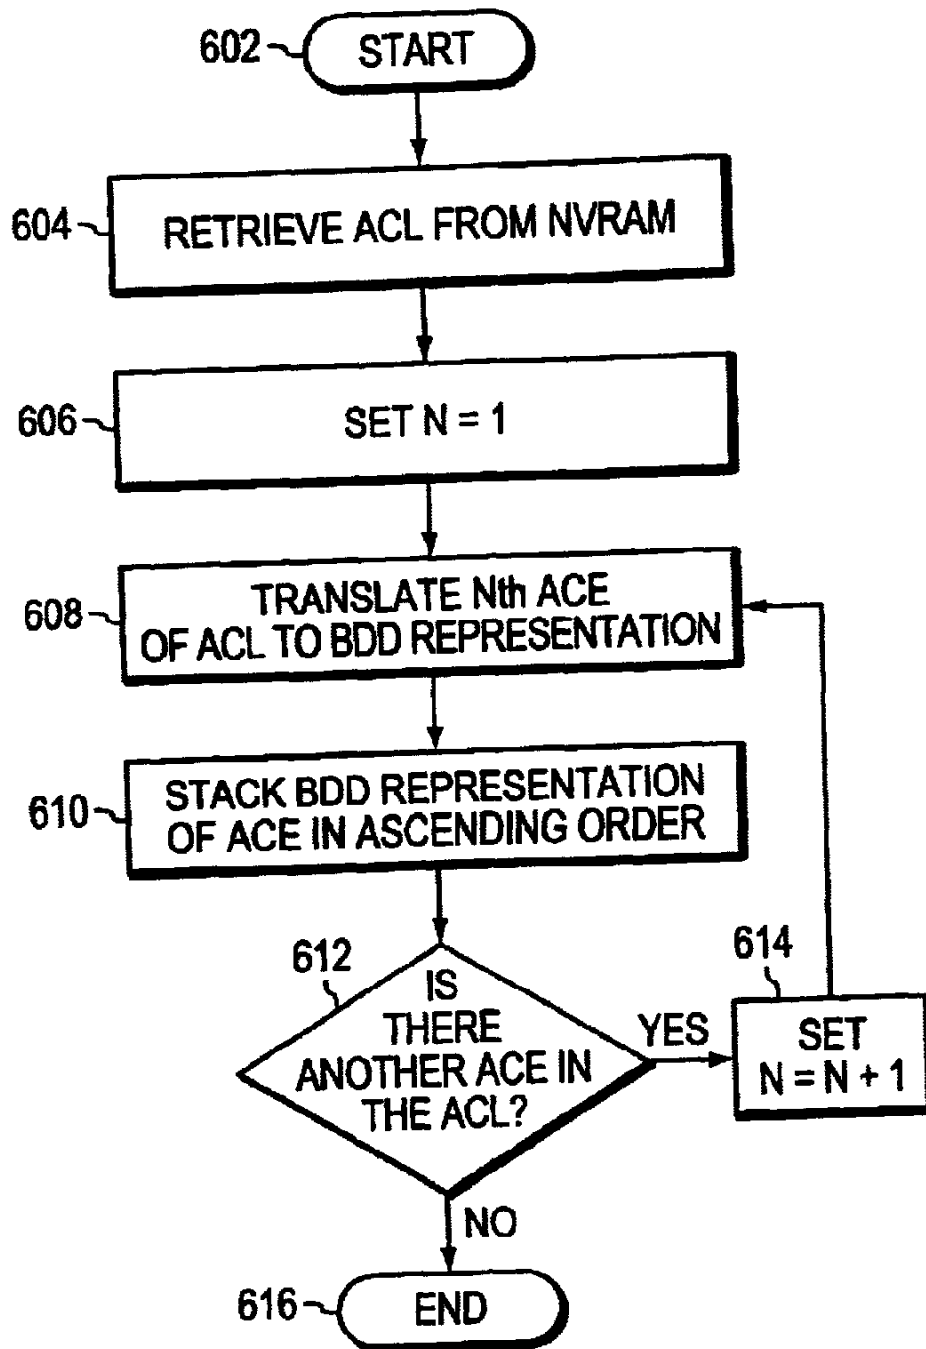 602
START
604
RETRIEVE ACL FROM NVRAM
606
SET N = 1
608
TRANSLATE Nth ACE
OF ACL TO BDD REPRESENTATION
610
STACK BDD REPRESENTATION
OF ACE IN ASCENDING ORDER
612
IS
THERE
ANOTHER ACE IN
THE ACL?
YES
614
SET
N = N + 1
NO
616
END